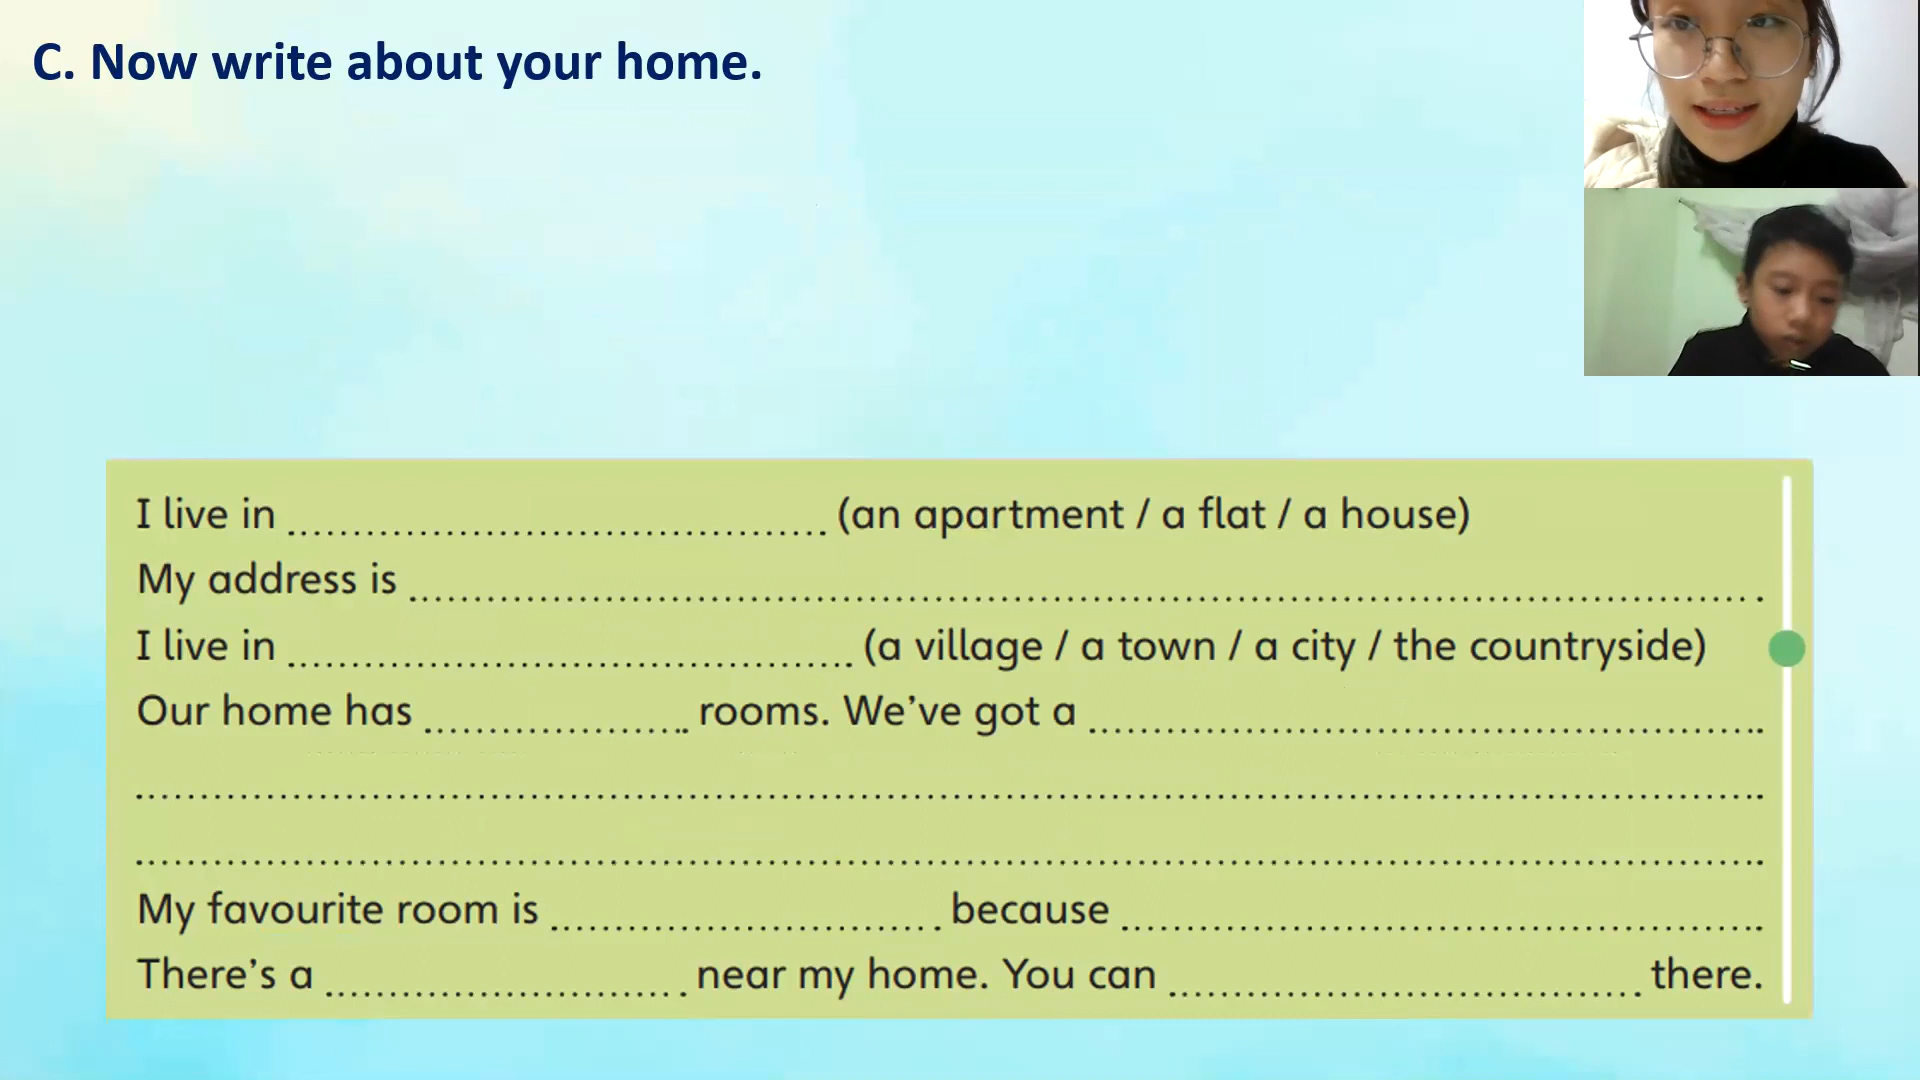 C. Now write about your home.
I live in ........................................ (an apartment / a flat / a house)
My address is ....................................................................................................
I live in .......................................... (a village / a town / a city / the countryside)
Our home has .................... rooms. We've got a ..................................................
..............................................................................................................................
..............................................................................................................................
My favourite room is .............................. because ................................................
There's a ........................... near my home. You can .................................... there.